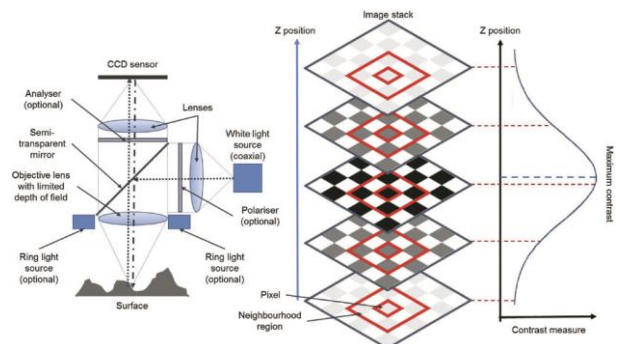 CCD sensor
Analyser
(optional)
Semi-
transparent
mirror
Objective lens
with limited
depth of field
Ring light
source
(optional)
Surface
Lenses
White light
source
(coaxial)
Polariser
(optional)
Ring light
source
(optional)
Z position
Image stack
Z position
Pixel
Neighbourhood
region
Maximum contrast
Contrast measure